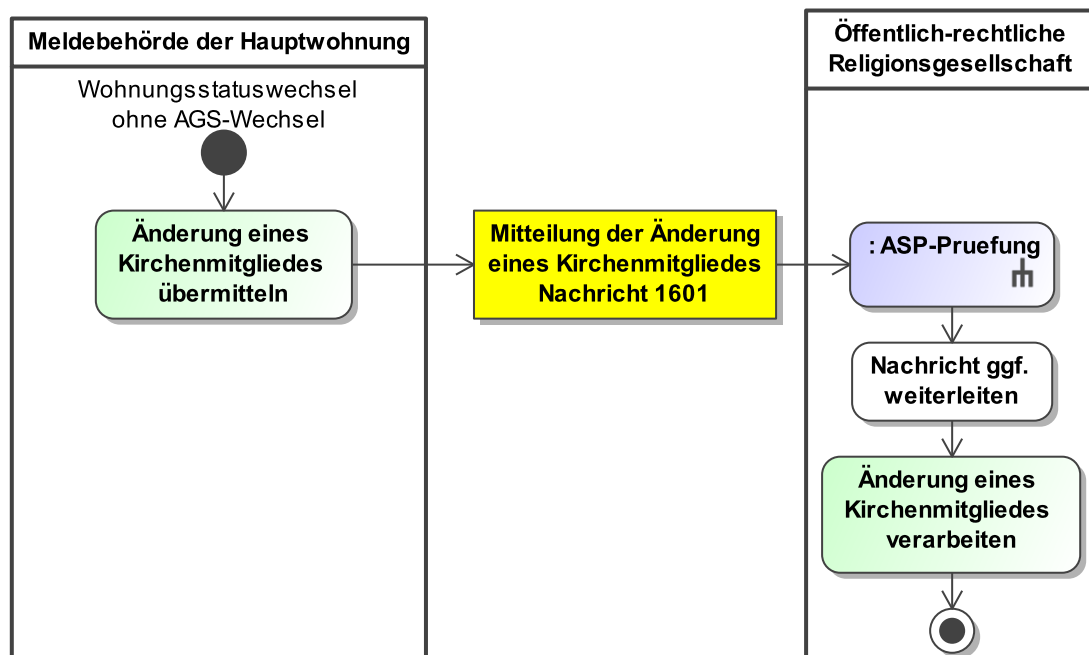 Meldebehörde der Hauptwohnung
Wohnungsstatuswechsel
ohne AGS-Wechsel
Änderung eines
Kirchenmitgliedes
übermitteln
Mitteilung der Änderung
eines Kirchenmitgliedes
Nachricht 1601
Öffentlich-rechtliche
Religionsgesellschaft
: ASP-Pruefung
Nachricht ggf.
weiterleiten
Änderung eines
Kirchenmitgliedes
verarbeiten